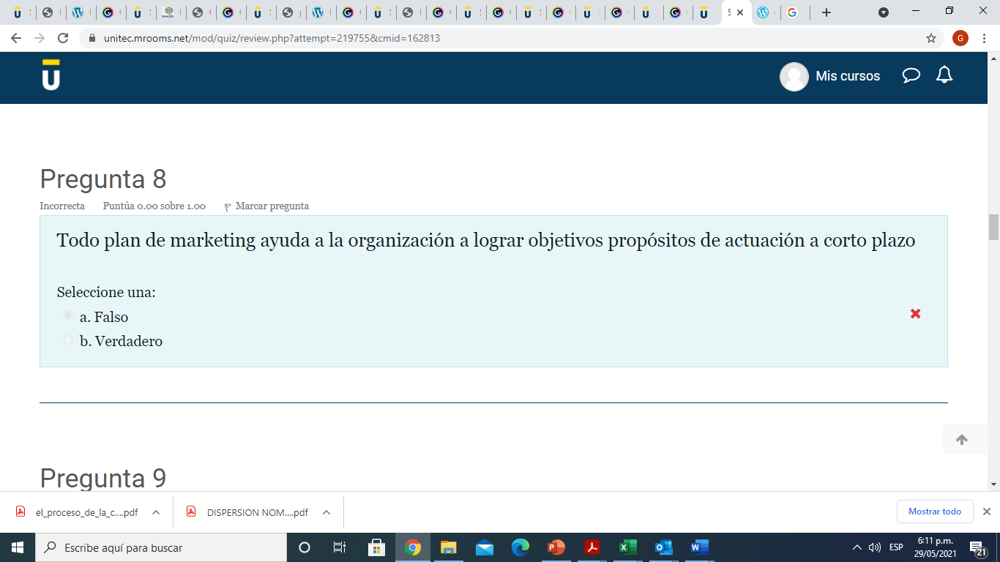 unitec.mrooms.net/mod/quiz/review.php?attempt=219755&cmid=162813
G
Mis cursos
Pregunta 8
Incorrecta Puntúa 0.00 sobre 1.00 Marcar pregunta
Todo plan de marketing ayuda a la organización a lograr objetivos propósitos de actuación a corto plazo
Seleccione una:
a. Falso
b. Verdadero
Pregunta 9
el_proceso_de_la_c....pdf
DISPERSION NOM....pdf
Mostrar todo
Escribe aquí para buscar
ESP
6:11 p.m.
29/05/2021
21